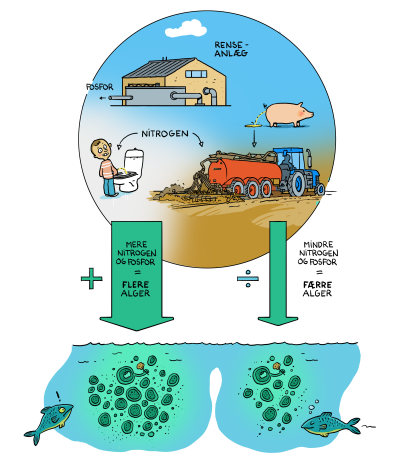 RENSE-
ANLÆG
FOSFOR
NITROGEN
MERE
NITROGEN
OG FOSFOR
=
FLERE
ALGER
+
MINDRE
NITROGEN
OG FOSFOR
=
FÆRRE
ALGER
÷
!